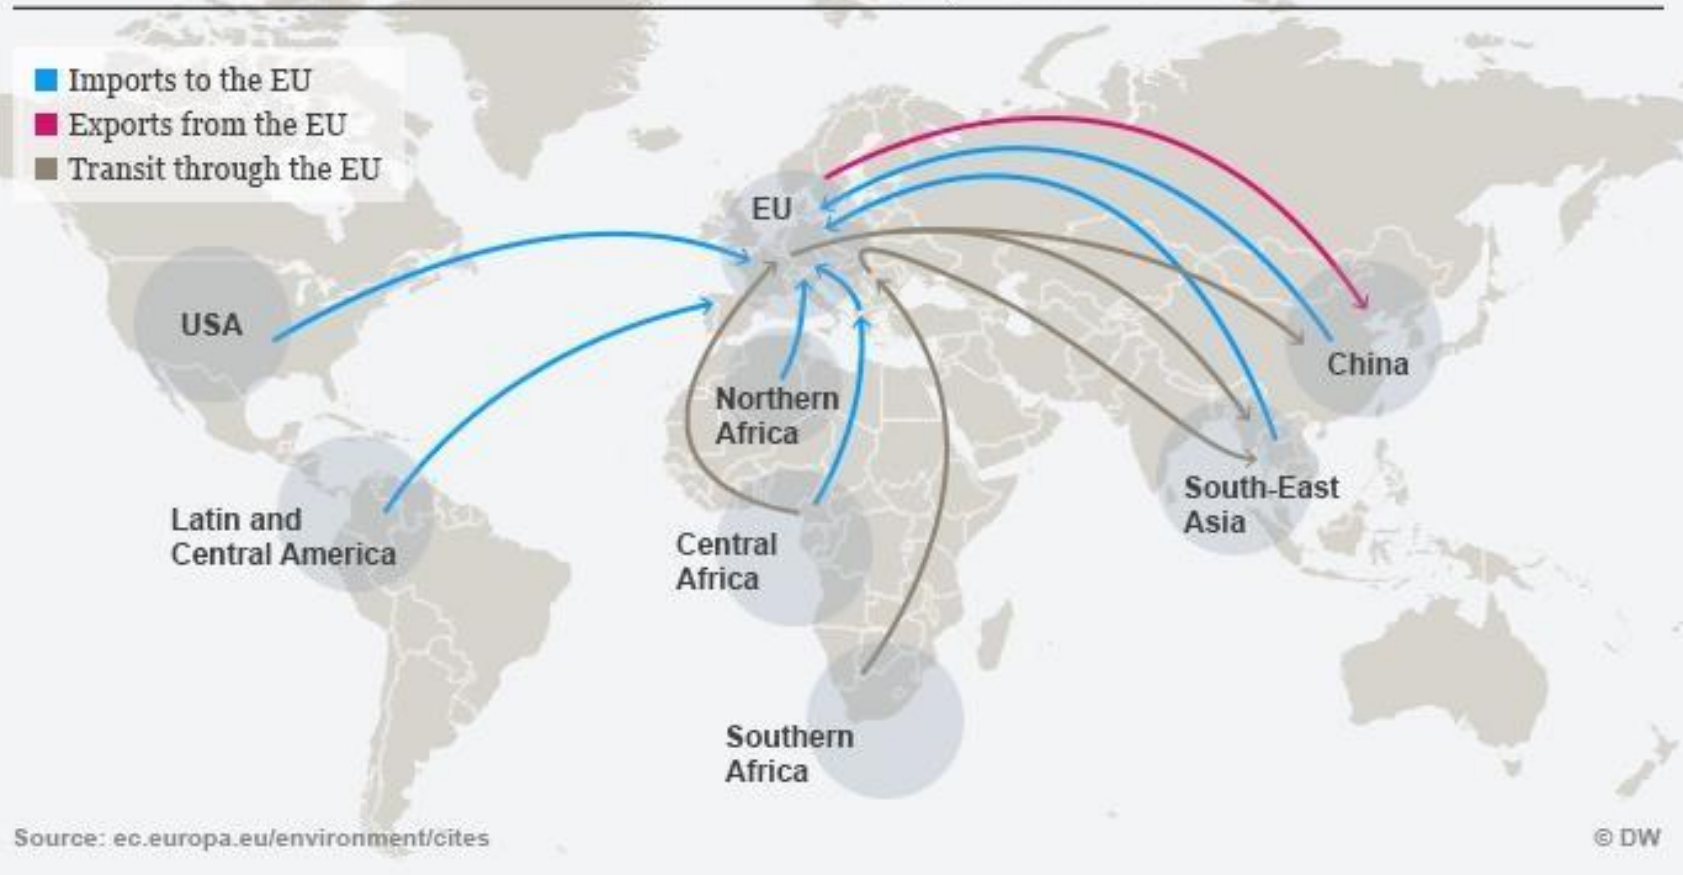 Imports to the EU
Exports from the EU
Transit through the EU
EU
USA
China
Northern
Africa
South-East
Asia
Latin and
Central America
Central
Africa
Southern
Africa
Source: ec.europa.eu/environment/cites
© DW